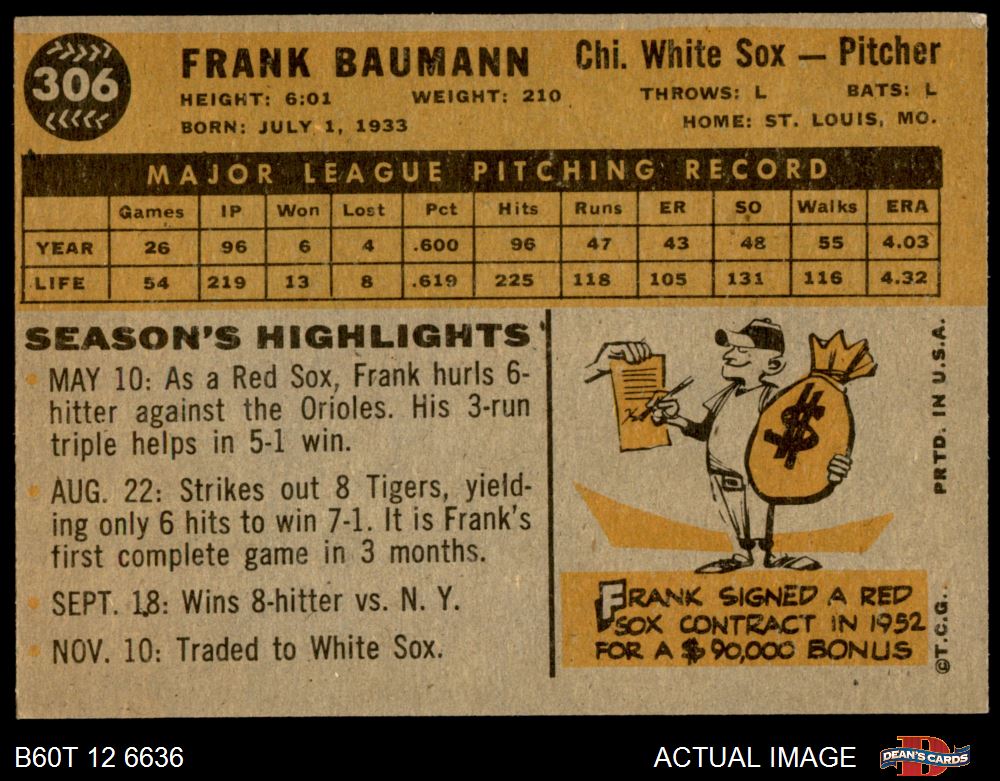 306
FRANK BAUMANN
Chi. White Sox — Pitcher
HEIGHT: 6:01 WEIGHT: 210 THROWS: L BATS: L
BORN: JULY 1, 1933 HOME: ST. LOUIS, MO.
MAJOR LEAGUE PITCHING RECORD
Games IP Won Lost Pct Hits Runs ER SO Walks ERA
YEAR 26 96 6 4 .600 96 47 43 48 55 4.03
LIFE 54 219 13 8 .619 225 118 105 131 116 4.32
SEASON'S HIGHLIGHTS
MAY 10: As a Red Sox, Frank hurls 6-
hitter against the Orioles. His 3-run
triple helps in 5-1 win.
AUG. 22: Strikes out 8 Tigers, yield-
ing only 6 hits to win 7-1. It is Frank's
first complete game in 3 months.
SEPT. 18: Wins 8-hitter vs. N. Y.
NOV. 10: Traded to White Sox.
$
FRANK SIGNED A RED
SOX CONTRACT IN 1952
FOR A $90,000 BONUS
©T.C.G. PRTD. IN U.S.A.
B60T 12 6636
ACTUAL IMAGE
DEAN'S CARDS